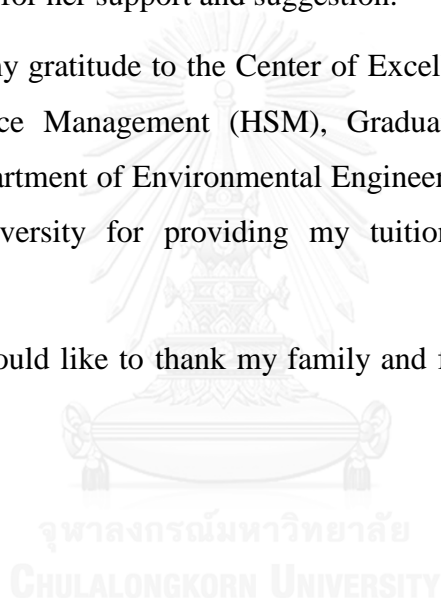 for her support and suggestion.
my gratitude to the Center of Excel
ce Management (HSM), Gradua
artment of Environmental Engineer
iversity for providing my tuition
ould like to thank my family and f
จุฬาลงกรณ์มหาวิทยาลัย
CHULALONGKORN UNIVERSITY